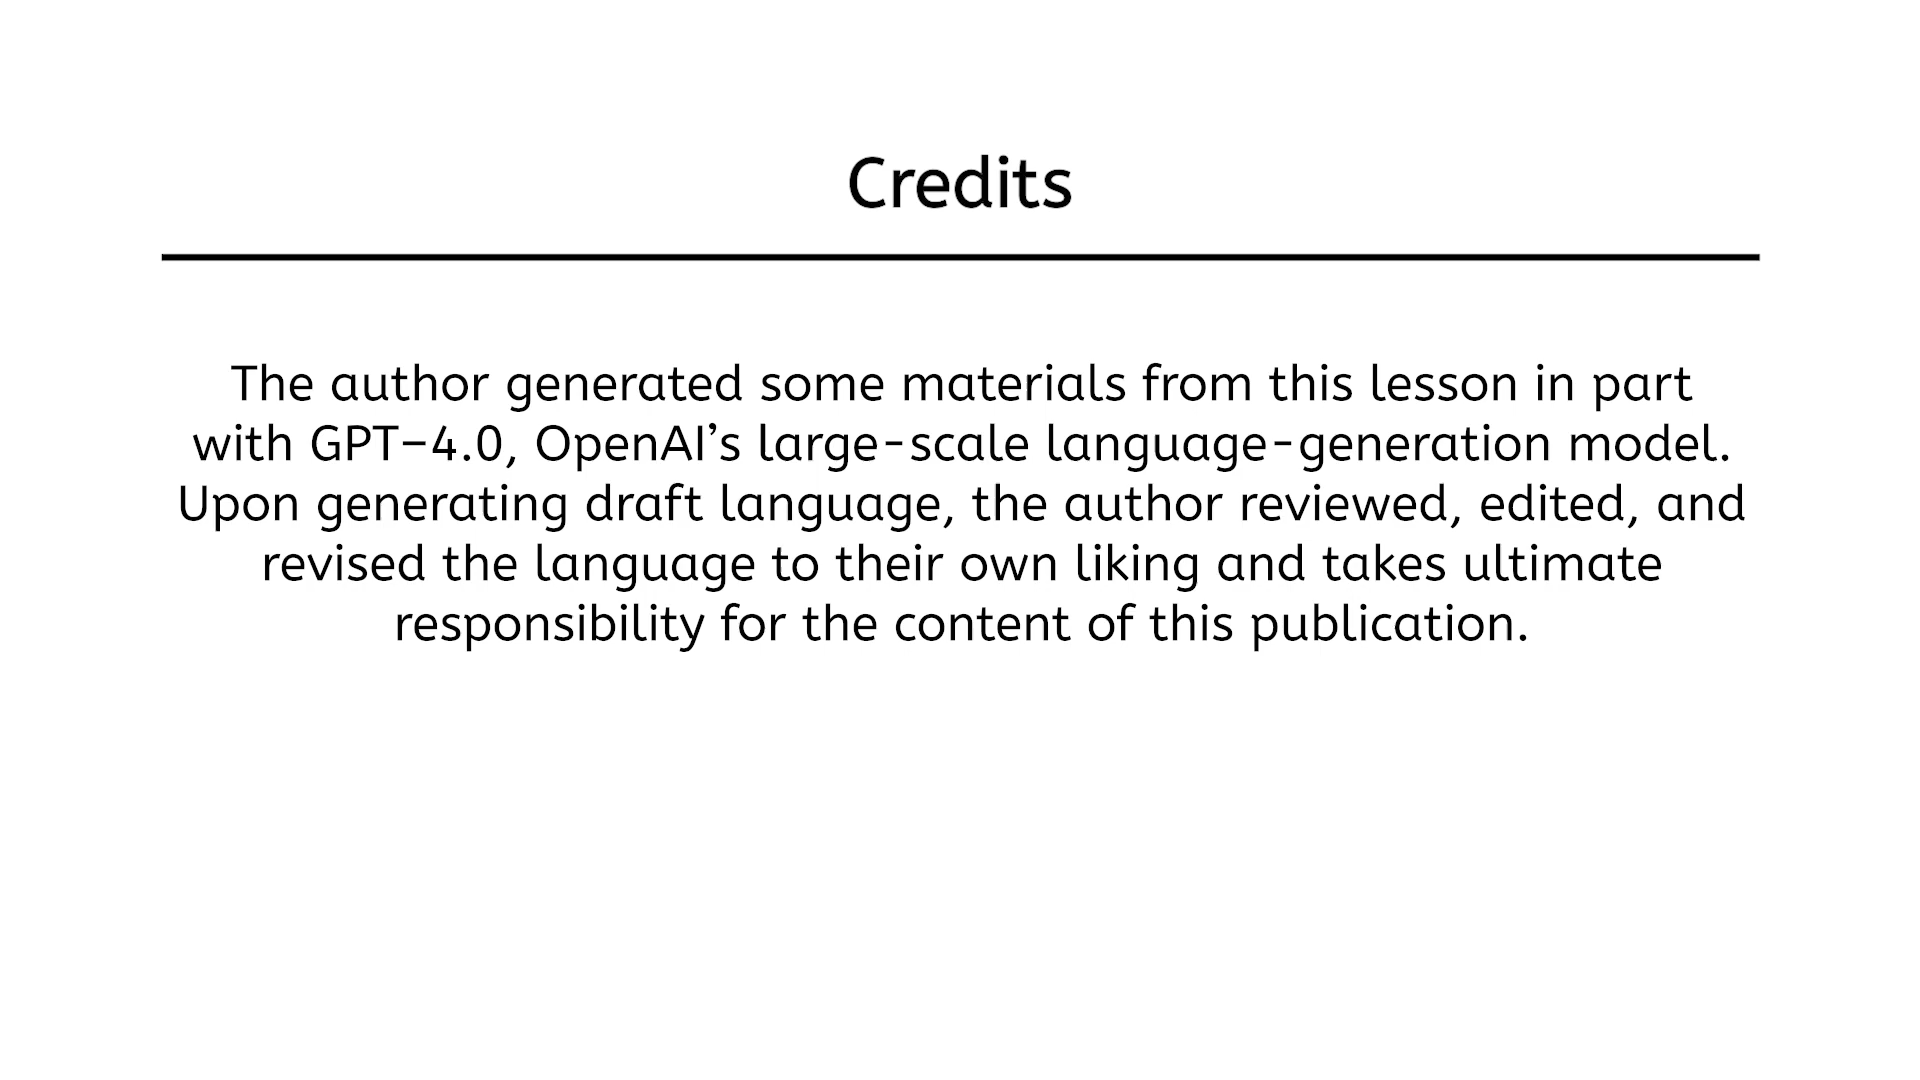 Credits
The author generated some materials from this lesson in part
with GPT–4.0, OpenAI’s large-scale language-generation model.
Upon generating draft language, the author reviewed, edited, and
revised the language to their own liking and takes ultimate
responsibility for the content of this publication.